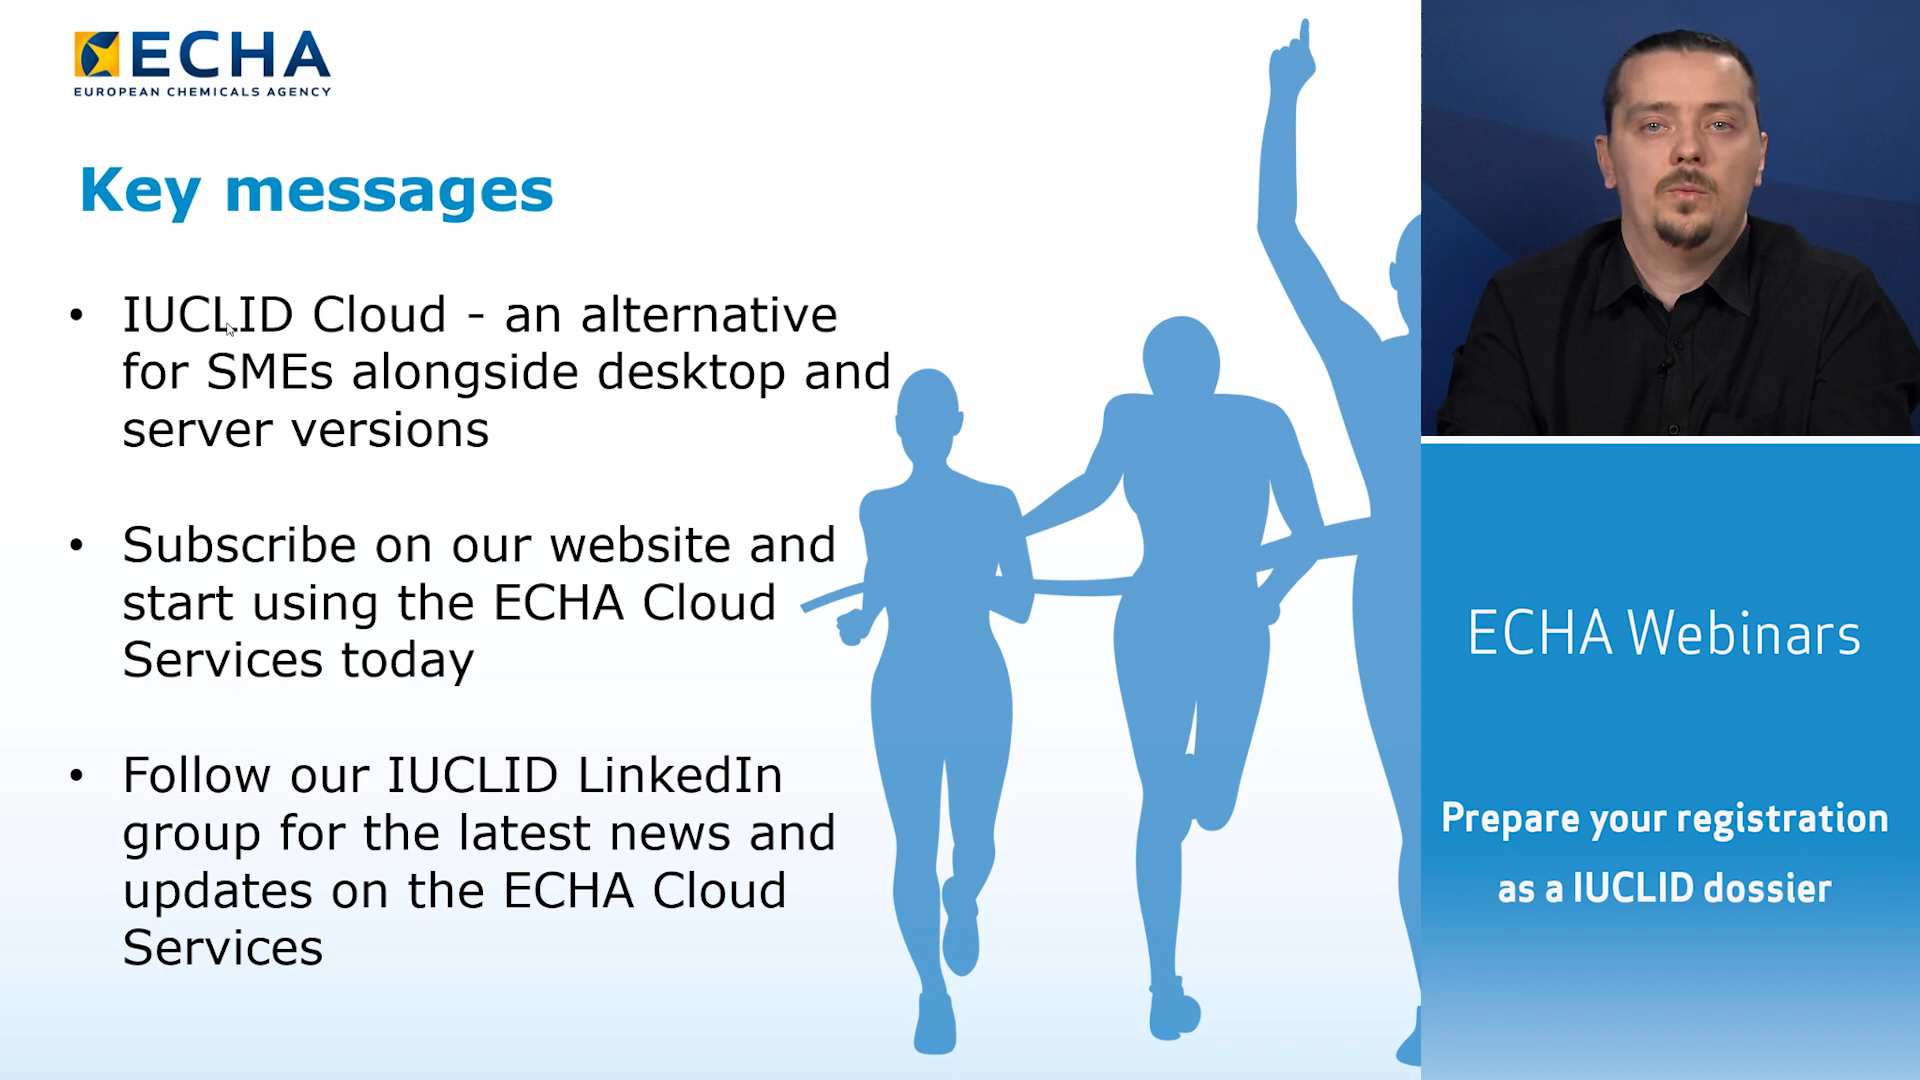 ECHA
EUROPEAN CHEMICALS AGENCY
Key messages
• IUCLID Cloud - an alternative
for SMEs alongside desktop and
server versions
• Subscribe on our website and
start using the ECHA Cloud
Services today
• Follow our IUCLID LinkedIn
group for the latest news and
updates on the ECHA Cloud
Services
ECHA Webinars
Prepare your registration
as a IUCLID dossier